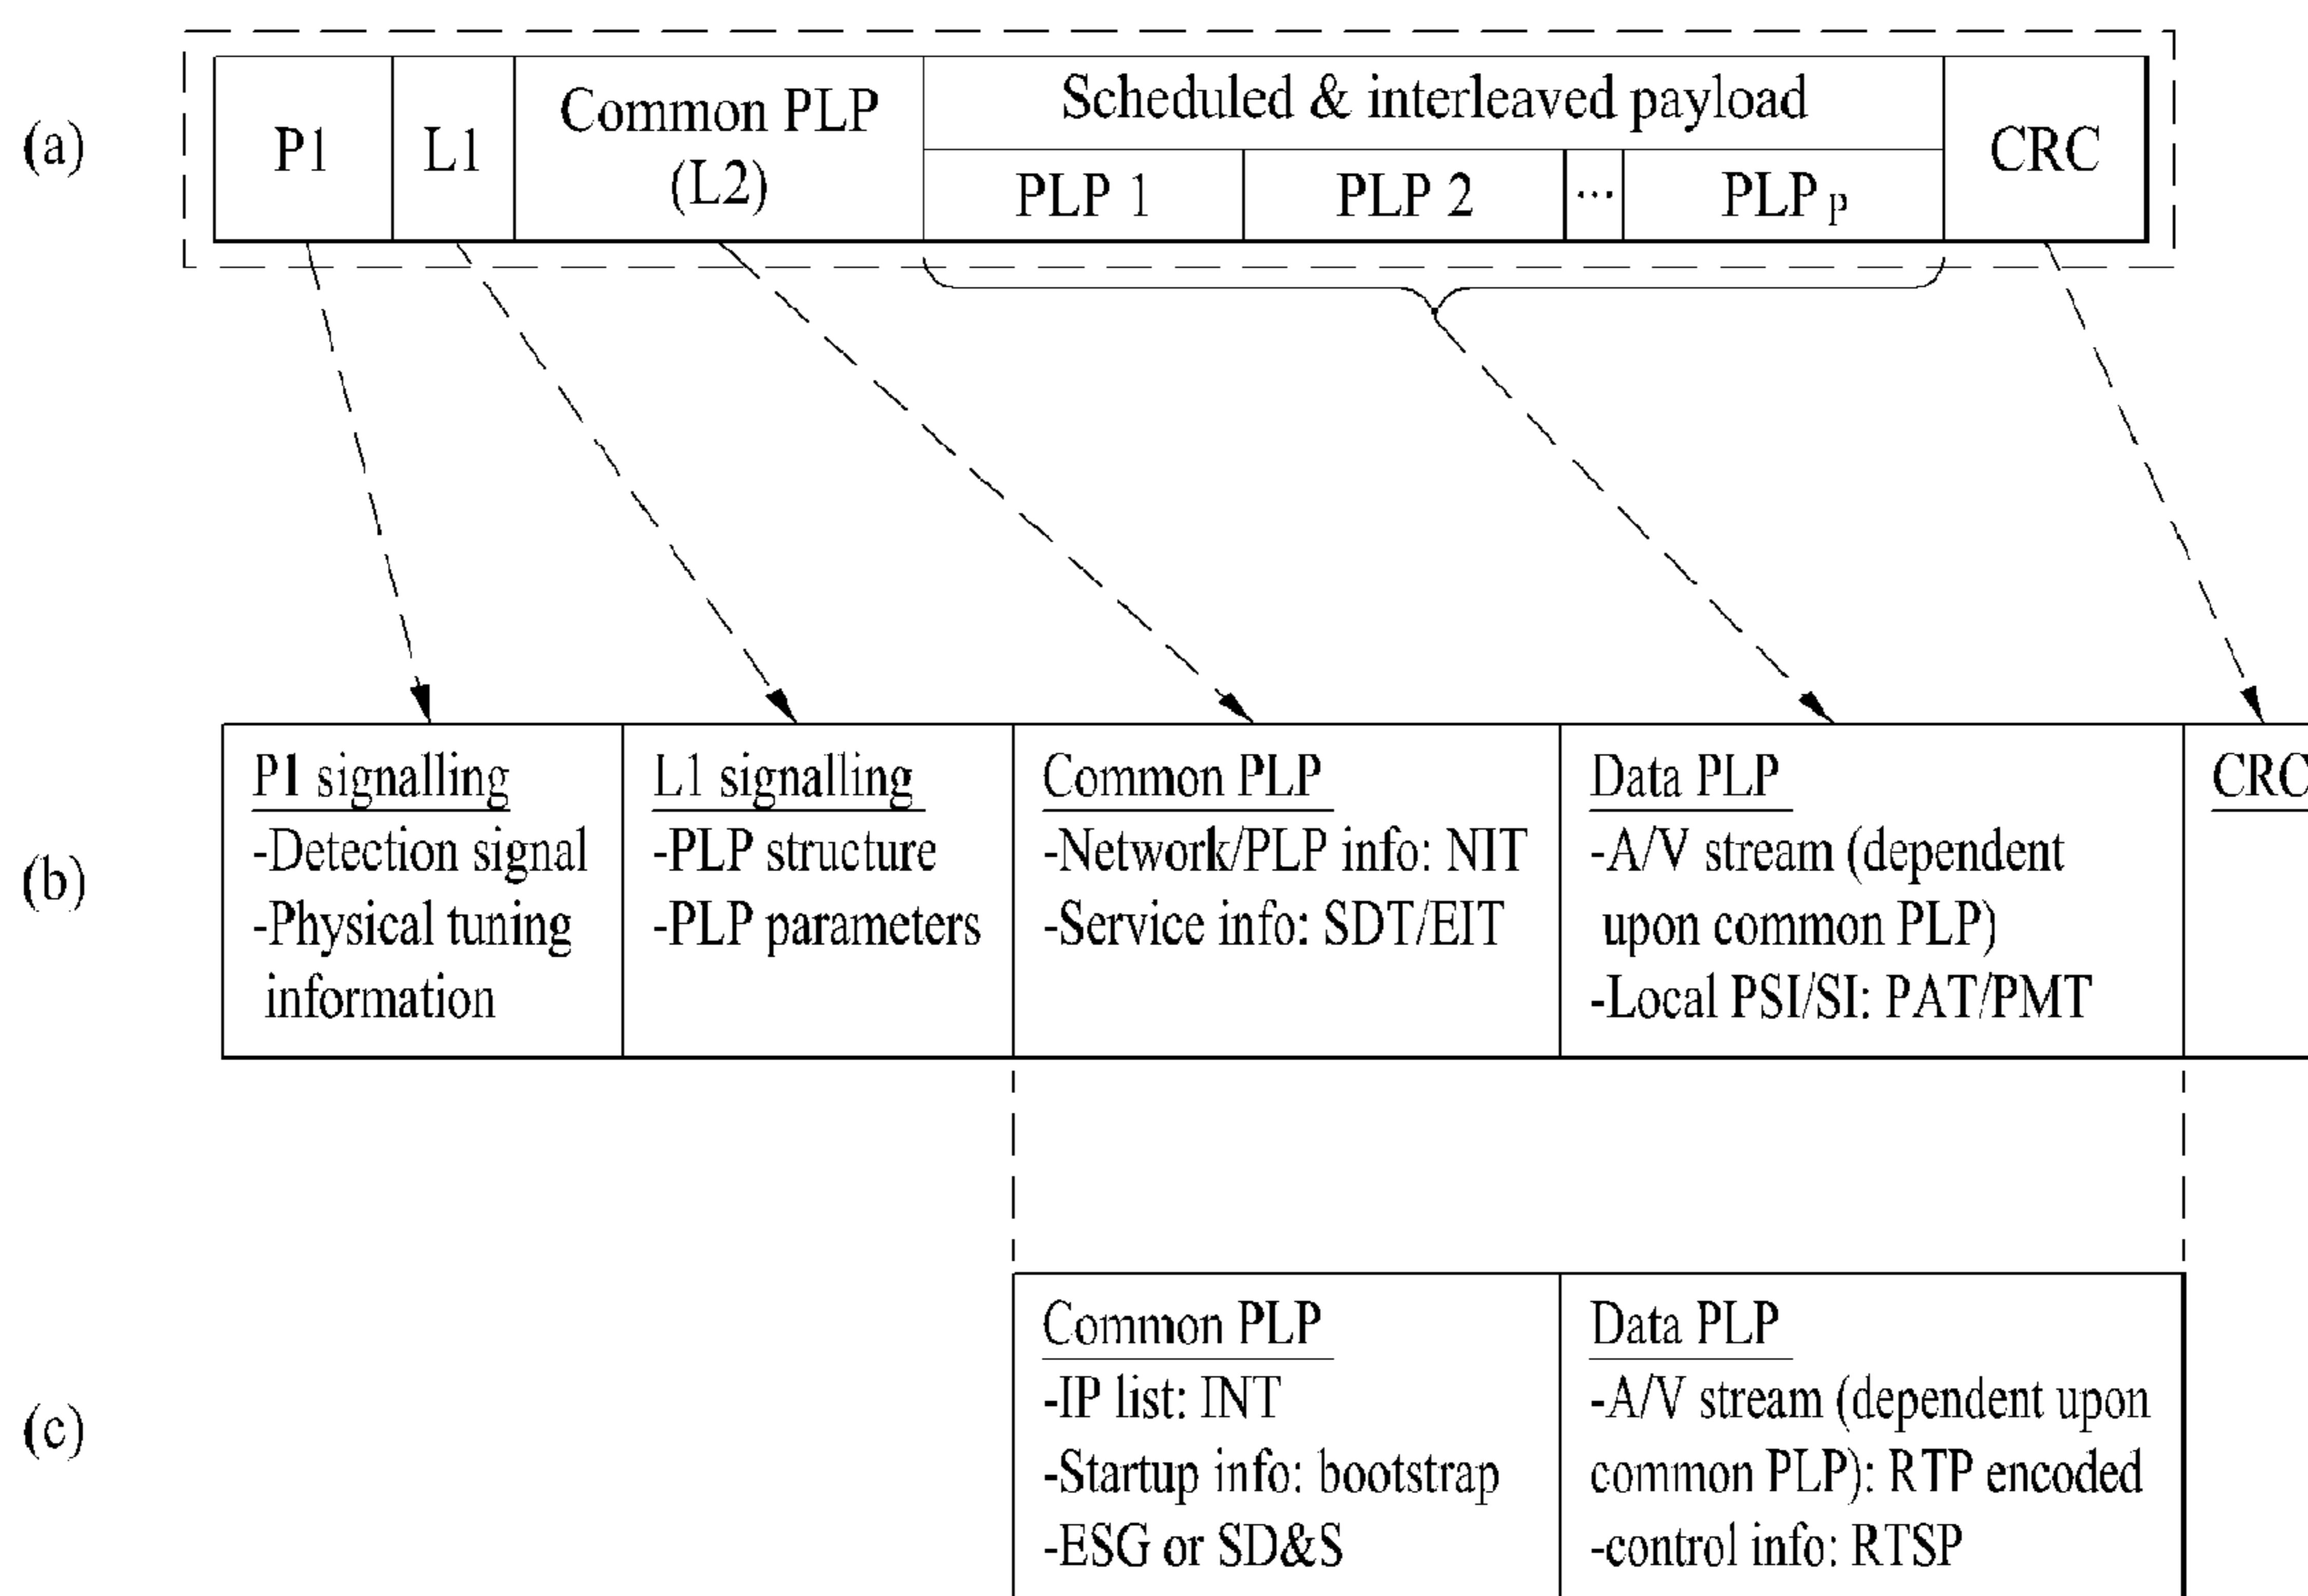 (a)
P1
L1
Common PLP
(L2)
Scheduled & interleaved payload
PLP 1
PLP 2
...
PLP p
CRC
(b)
P1 signalling
-Detection signal
-Physical tuning
information
L1 signalling
-PLP structure
-PLP parameters
Common PLP
-Network/PLP info: NIT
-Service info: SDT/EIT
Data PLP
-A/V stream (dependent
upon common PLP)
-Local PSI/SI: PAT/PMT
CRC
(c)
Common PLP
-IP list: INT
-Startup info: bootstrap
-ESG or SD&S
Data PLP
-A/V stream (dependent upon
common PLP): RTP encoded
-control info: RTSP